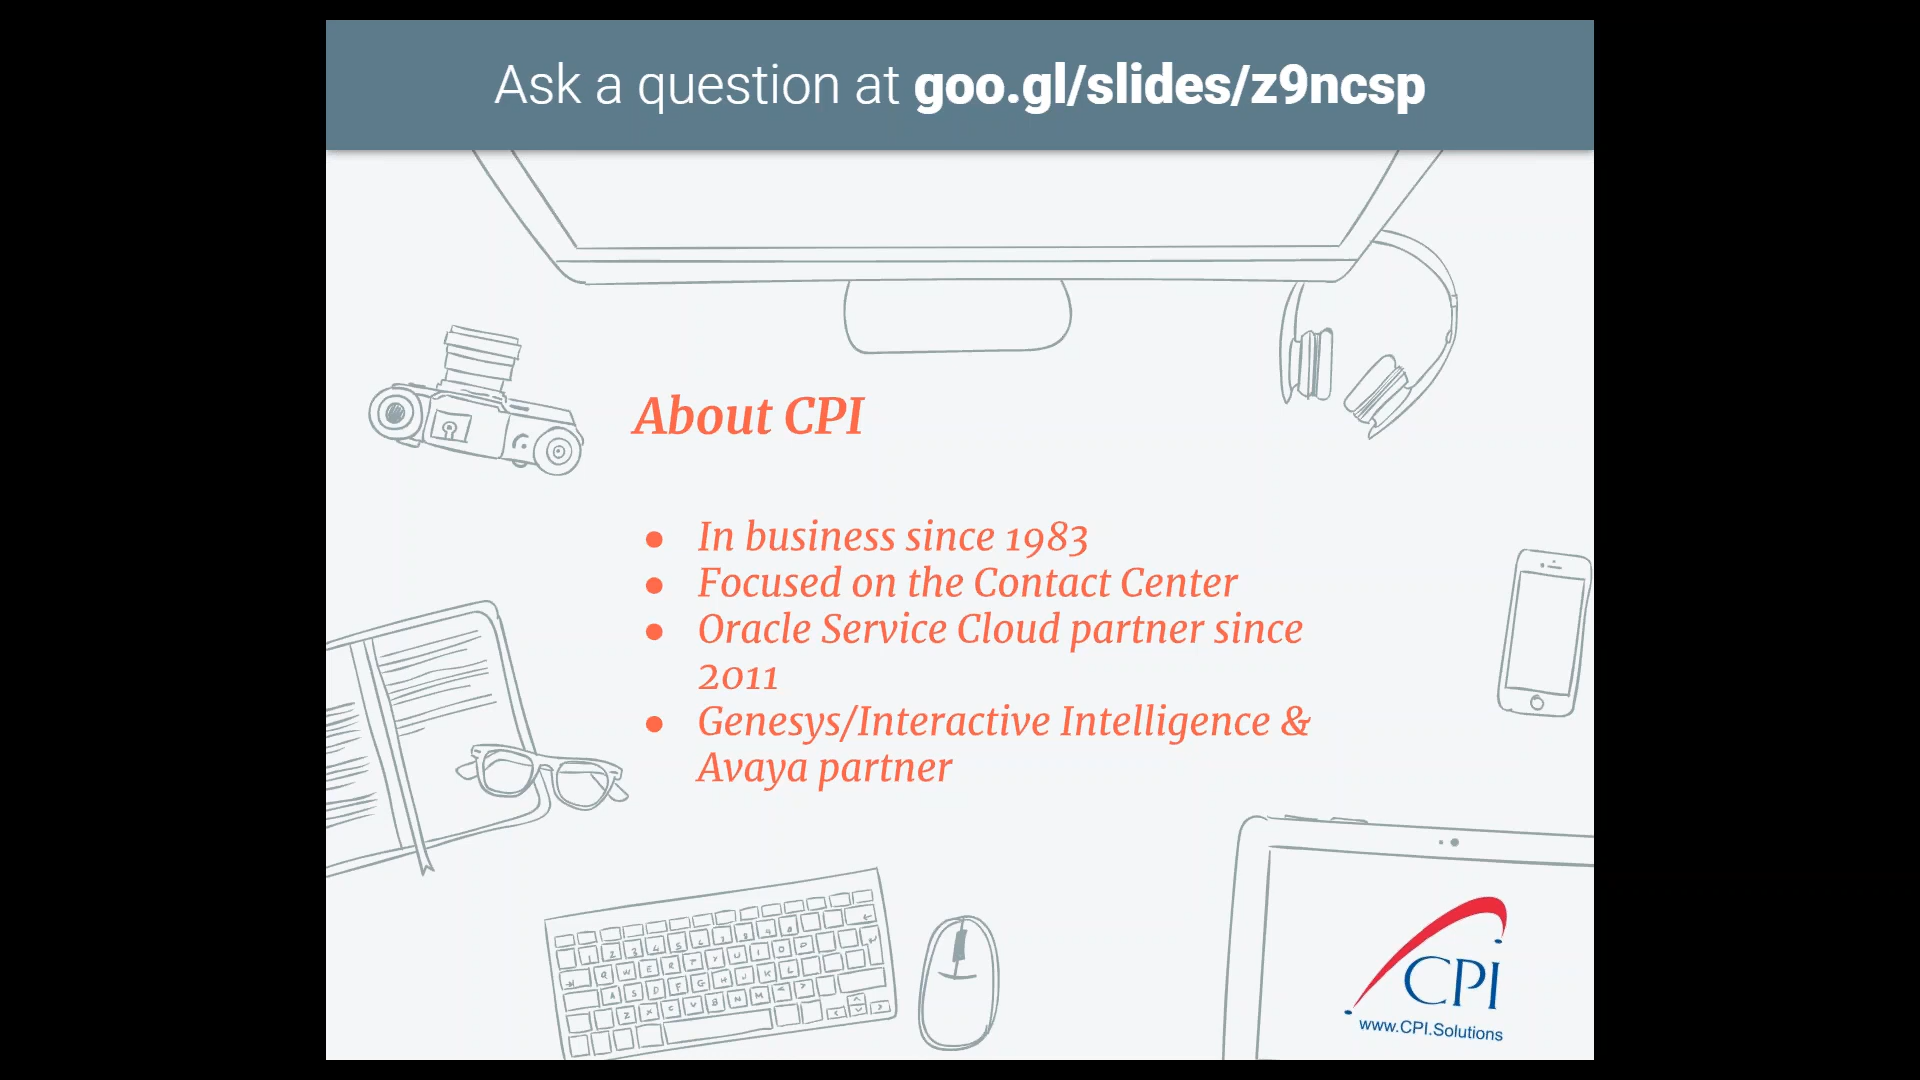 Ask a question at goo.gl/slides/z9ncsp
About CPI
● In business since 1983
● Focused on the Contact Center
● Oracle Service Cloud partner since
2011
● Genesys/Interactive Intelligence &
Avaya partner
CPI
www.CPI.Solutions